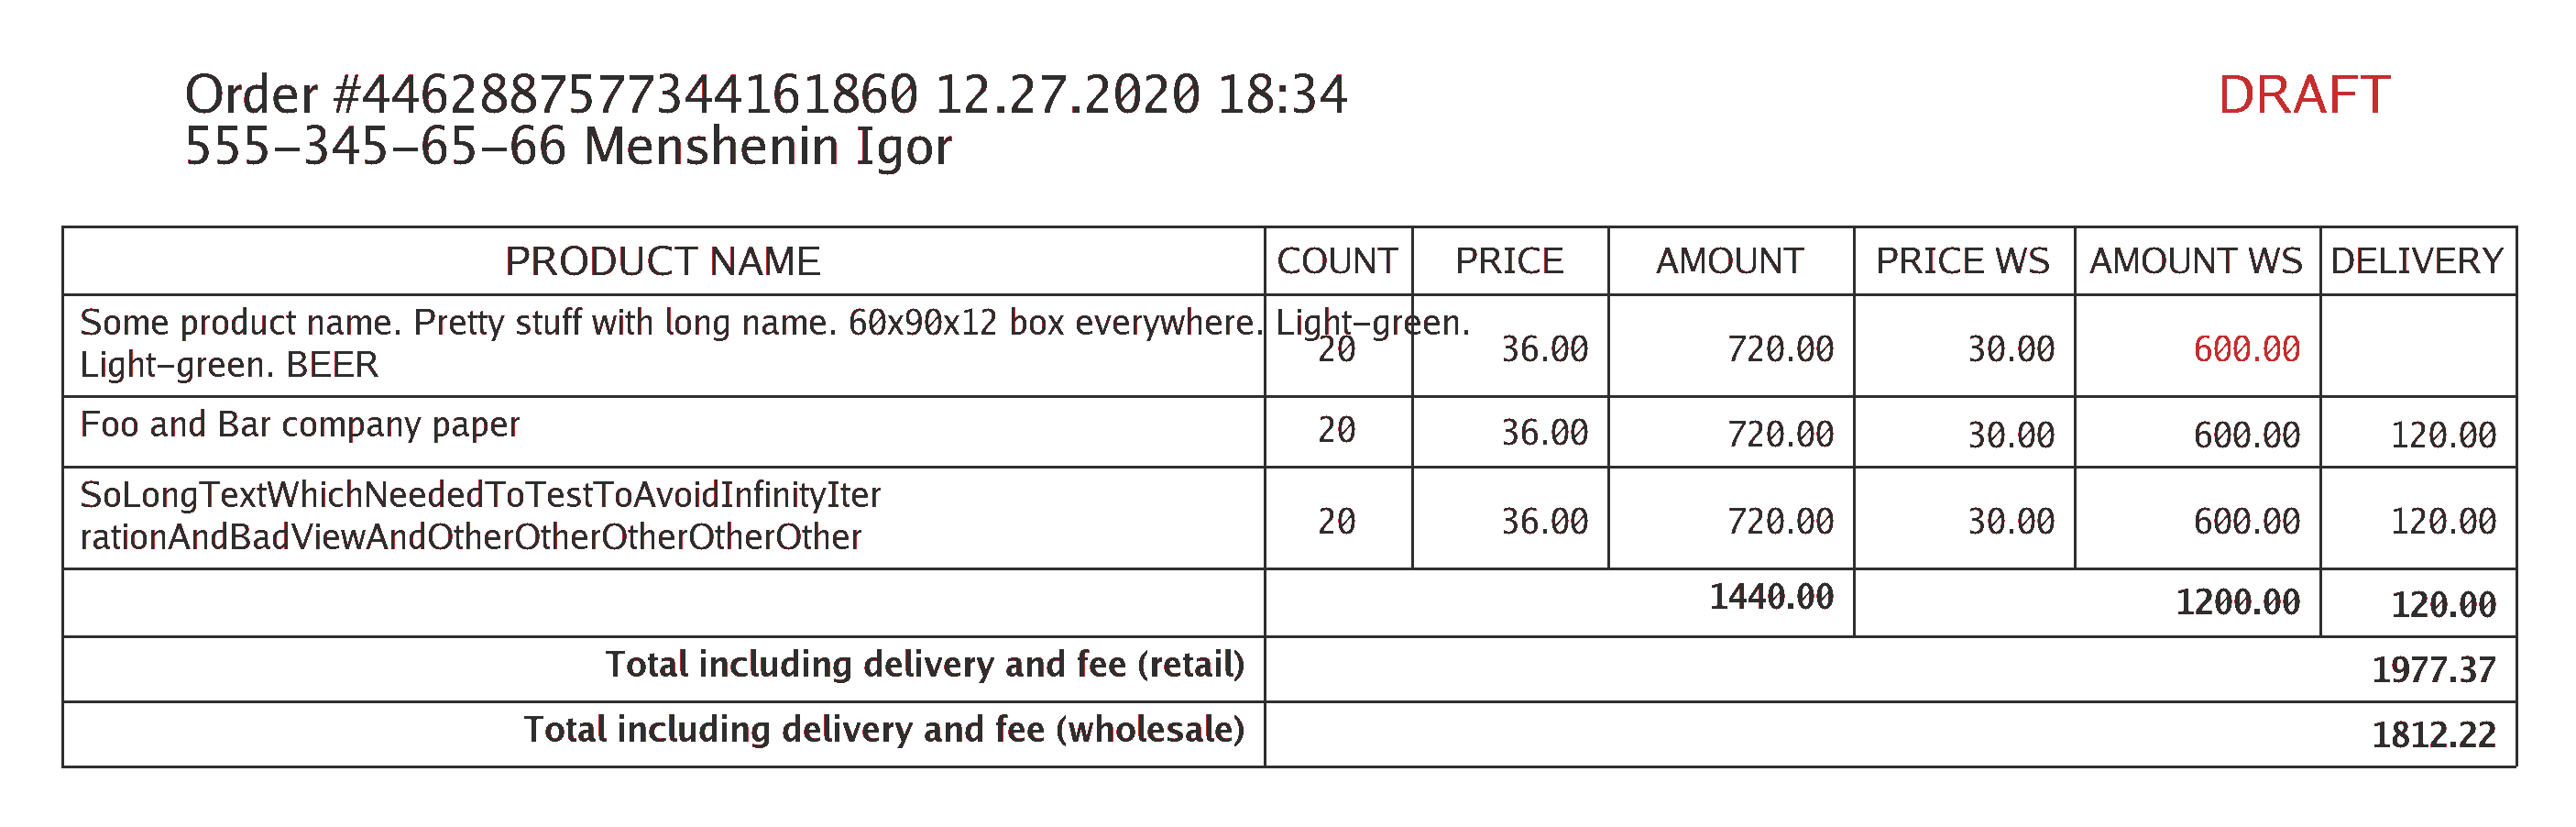 Order #4462887577344161860 12.27.2020 18:34 DRAFT
555-345-65-66 Menshenin Igor
PRODUCT NAME COUNT PRICE AMOUNT PRICE WS AMOUNT WS DELIVERY
Some product name. Pretty stuff with long name. 60x90x12 box everywhere. Light-green.
Light-green. BEER 20 36.00 720.00 30.00 600.00
Foo and Bar company paper 20 36.00 720.00 30.00 600.00 120.00
SoLongTextWhichNeededToTestToAvoidInfinityIter
rationAndBadViewAndOtherOtherOtherOtherOther 20 36.00 720.00 30.00 600.00 120.00
1440.00 1200.00 120.00
Total including delivery and fee (retail) 1977.37
Total including delivery and fee (wholesale) 1812.22